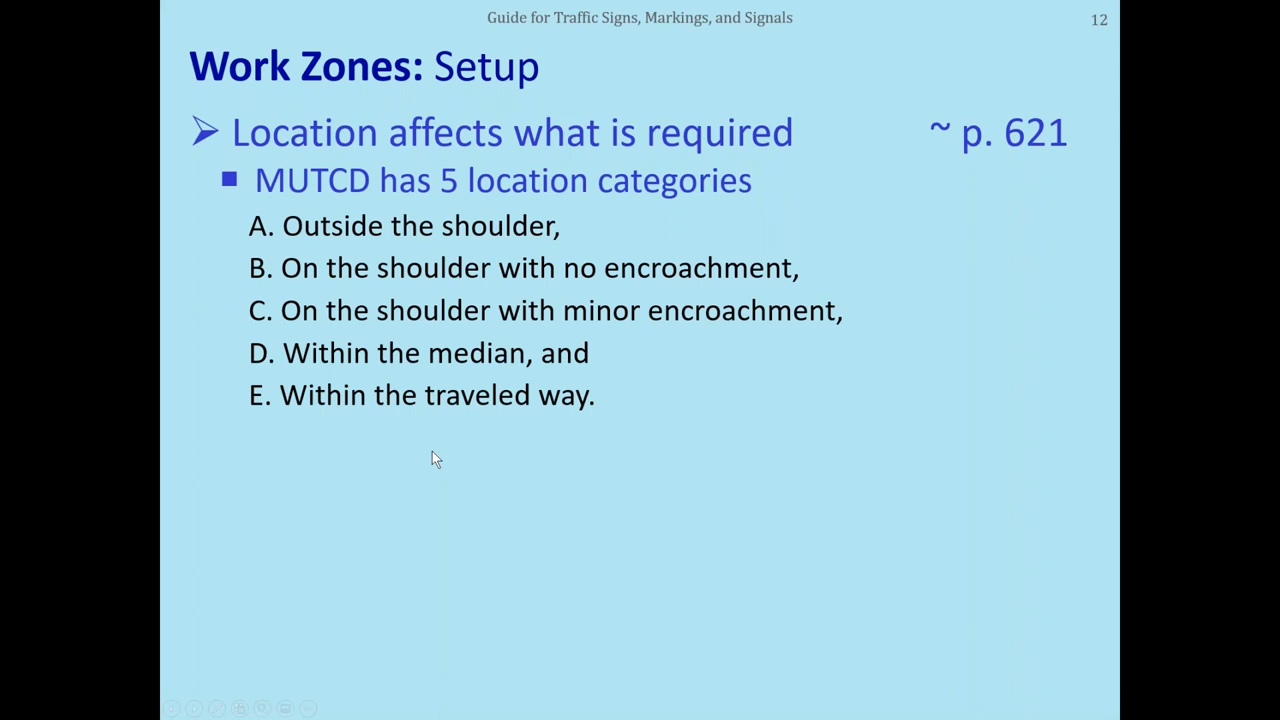 Guide for Traffic Signs, Markings, and Signals 12
Work Zones: Setup
Location affects what is required ~ p. 621
MUTCD has 5 location categories
A. Outside the shoulder,
B. On the shoulder with no encroachment,
C. On the shoulder with minor encroachment,
D. Within the median, and
E. Within the traveled way.